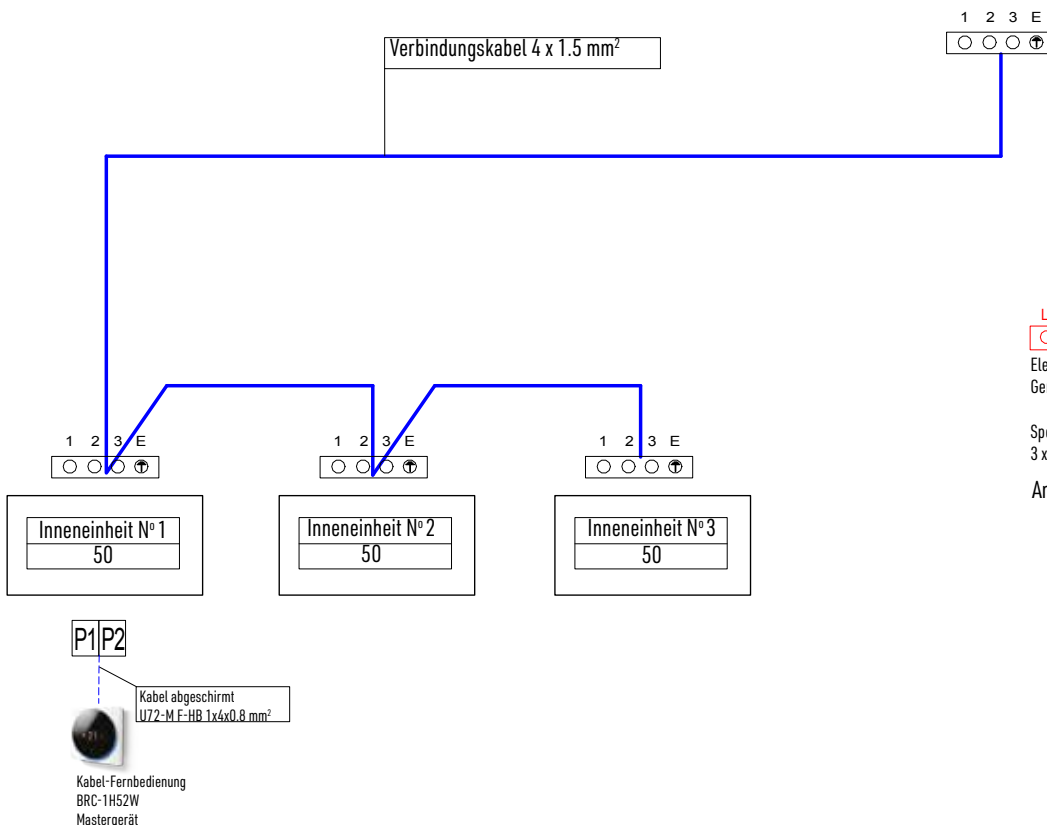 1 2 3 E
Verbindungskabel 4 x 1.5 mm²
1 2 3 E
1 2 3 E
1 2 3 E
Inneneinheit Nº 1
50
Inneneinheit Nº 2
50
Inneneinheit Nº 3
50
P1 P2
Kabel abgeschirmt
U72-M F-HB 1x4x0.8 mm²
Kabel-Fernbedienung
BRC-1H52W
Mastergerät
L
3 x